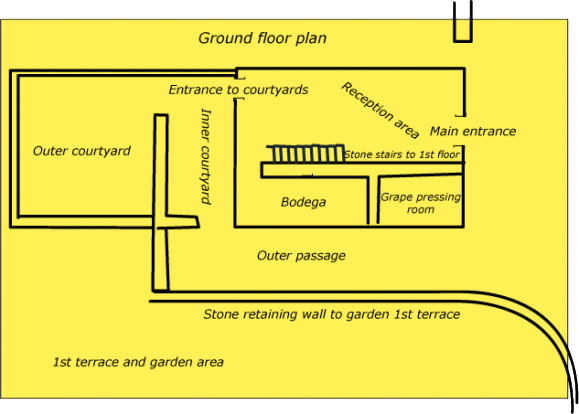 Ground floor plan
Entrance to courtyards
Reception area
Main entrance
Outer courtyard
Inner courtyard
Stone stairs to 1st floor
Bodega
Grape pressing
room
Outer passage
Stone retaining wall to garden 1st terrace
1st terrace and garden area